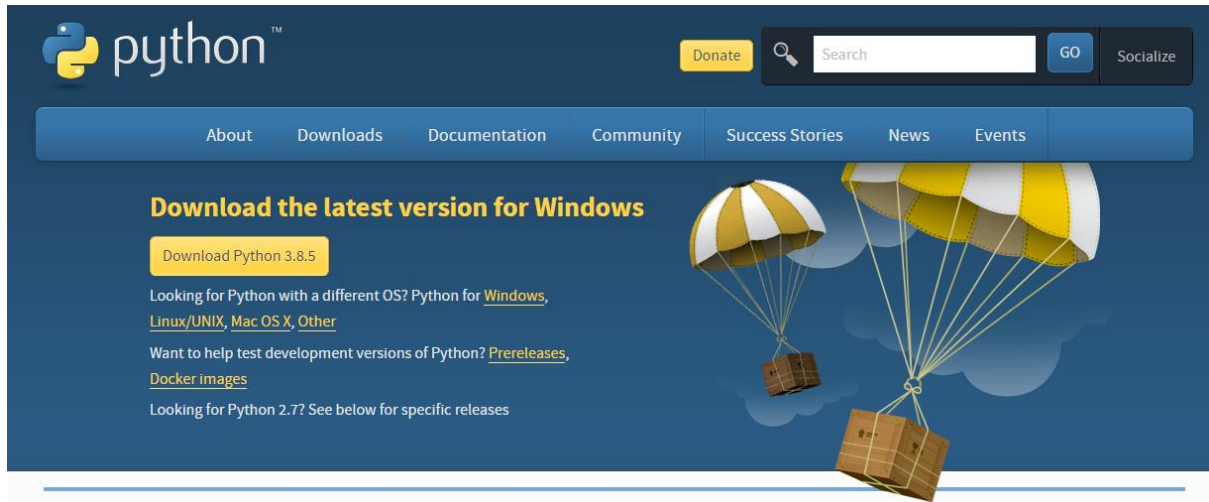 python™
Donate
Search
GO
Socialize
About Downloads Documentation Community Success Stories News Events
Download the latest version for Windows
Download Python 3.8.5
Looking for Python with a different OS? Python for Windows,
Linux/UNIX, Mac OS X, Other
Want to help test development versions of Python? Prereleases,
Docker images
Looking for Python 2.7? See below for specific releases